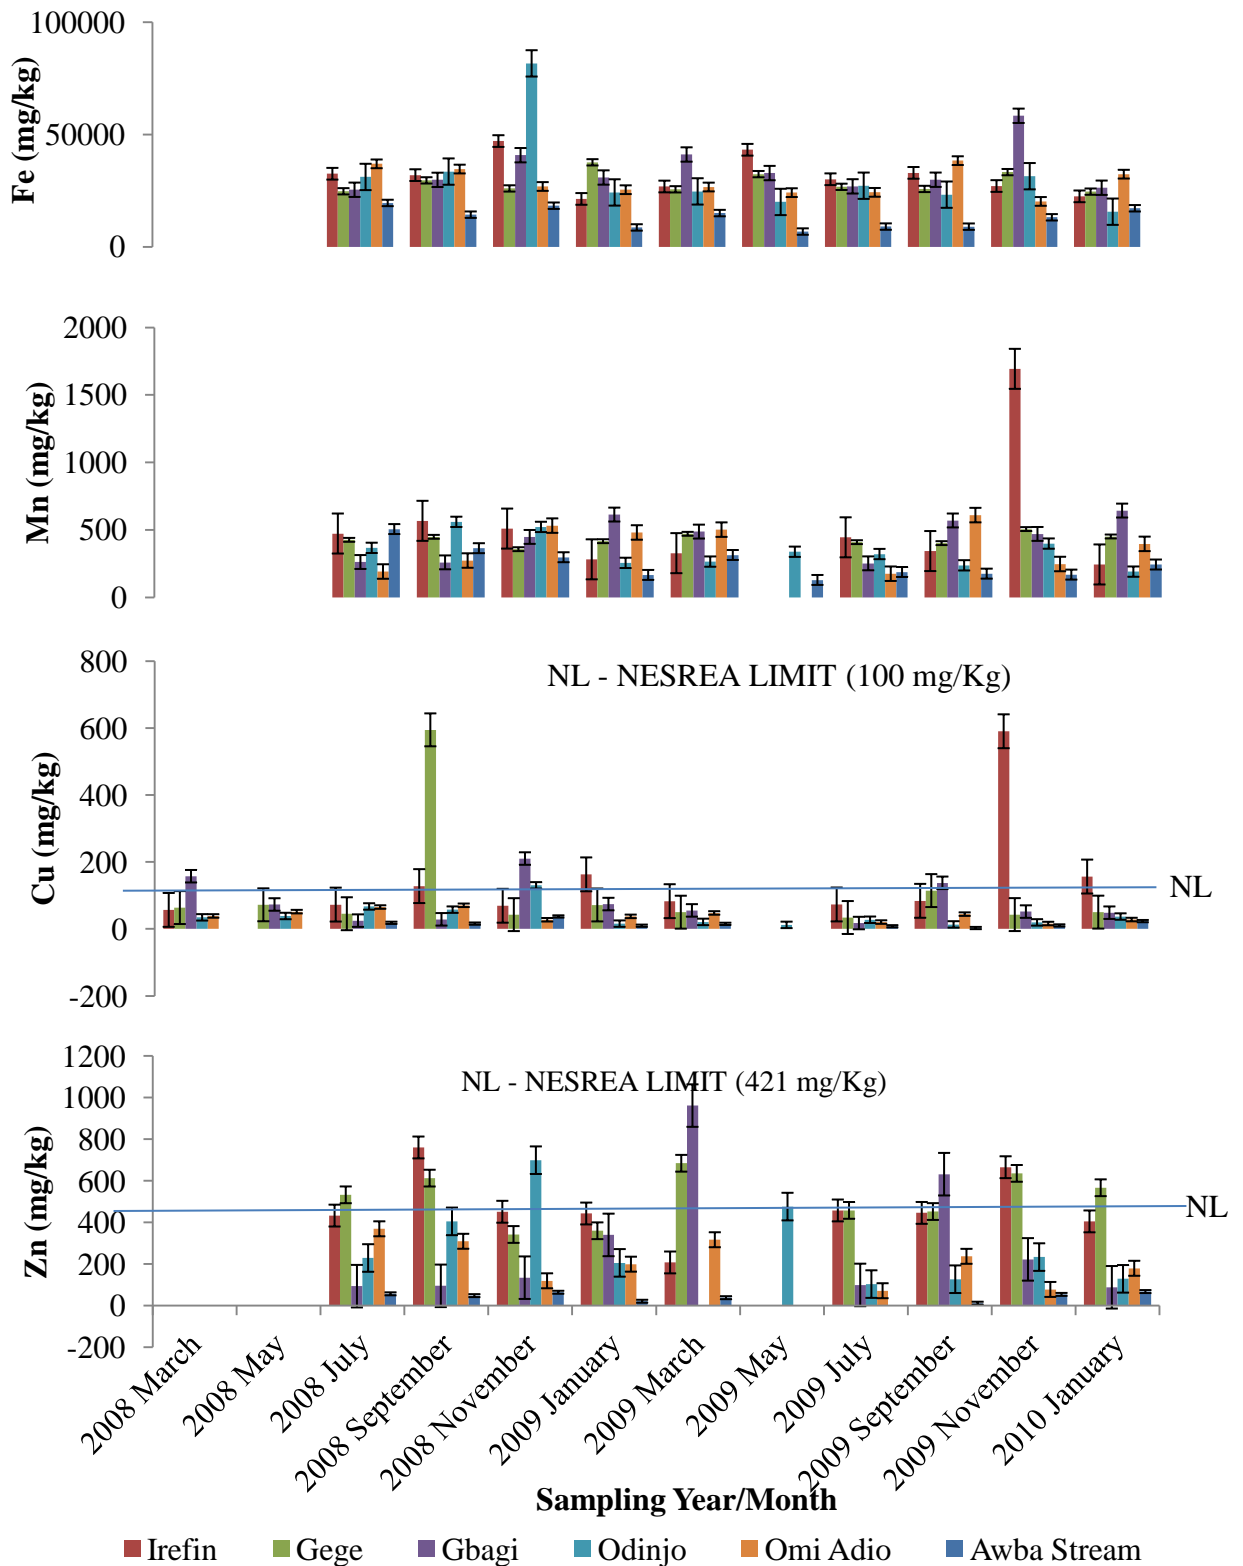 100000
50000
0
Fe (mg/kg)
2000
1500
1000
500
0
Mn (mg/kg)
800
600
400
200
0
-200
Cu (mg/kg)
NL - NESREA LIMIT (100 mg/Kg)
NL
1200
1000
800
600
400
200
0
-200
Zn (mg/kg)
NL - NESREA LIMIT (421 mg/Kg)
NL
2008 March
2008 May
2008 July
2008 September
2008 November
2009 January
2009 March
2009 May
2009 July
2009 September
2009 November
2010 January
Sampling Year/Month
Irefin Gege Gbagi Odinjo Omi Adio Awba Stream